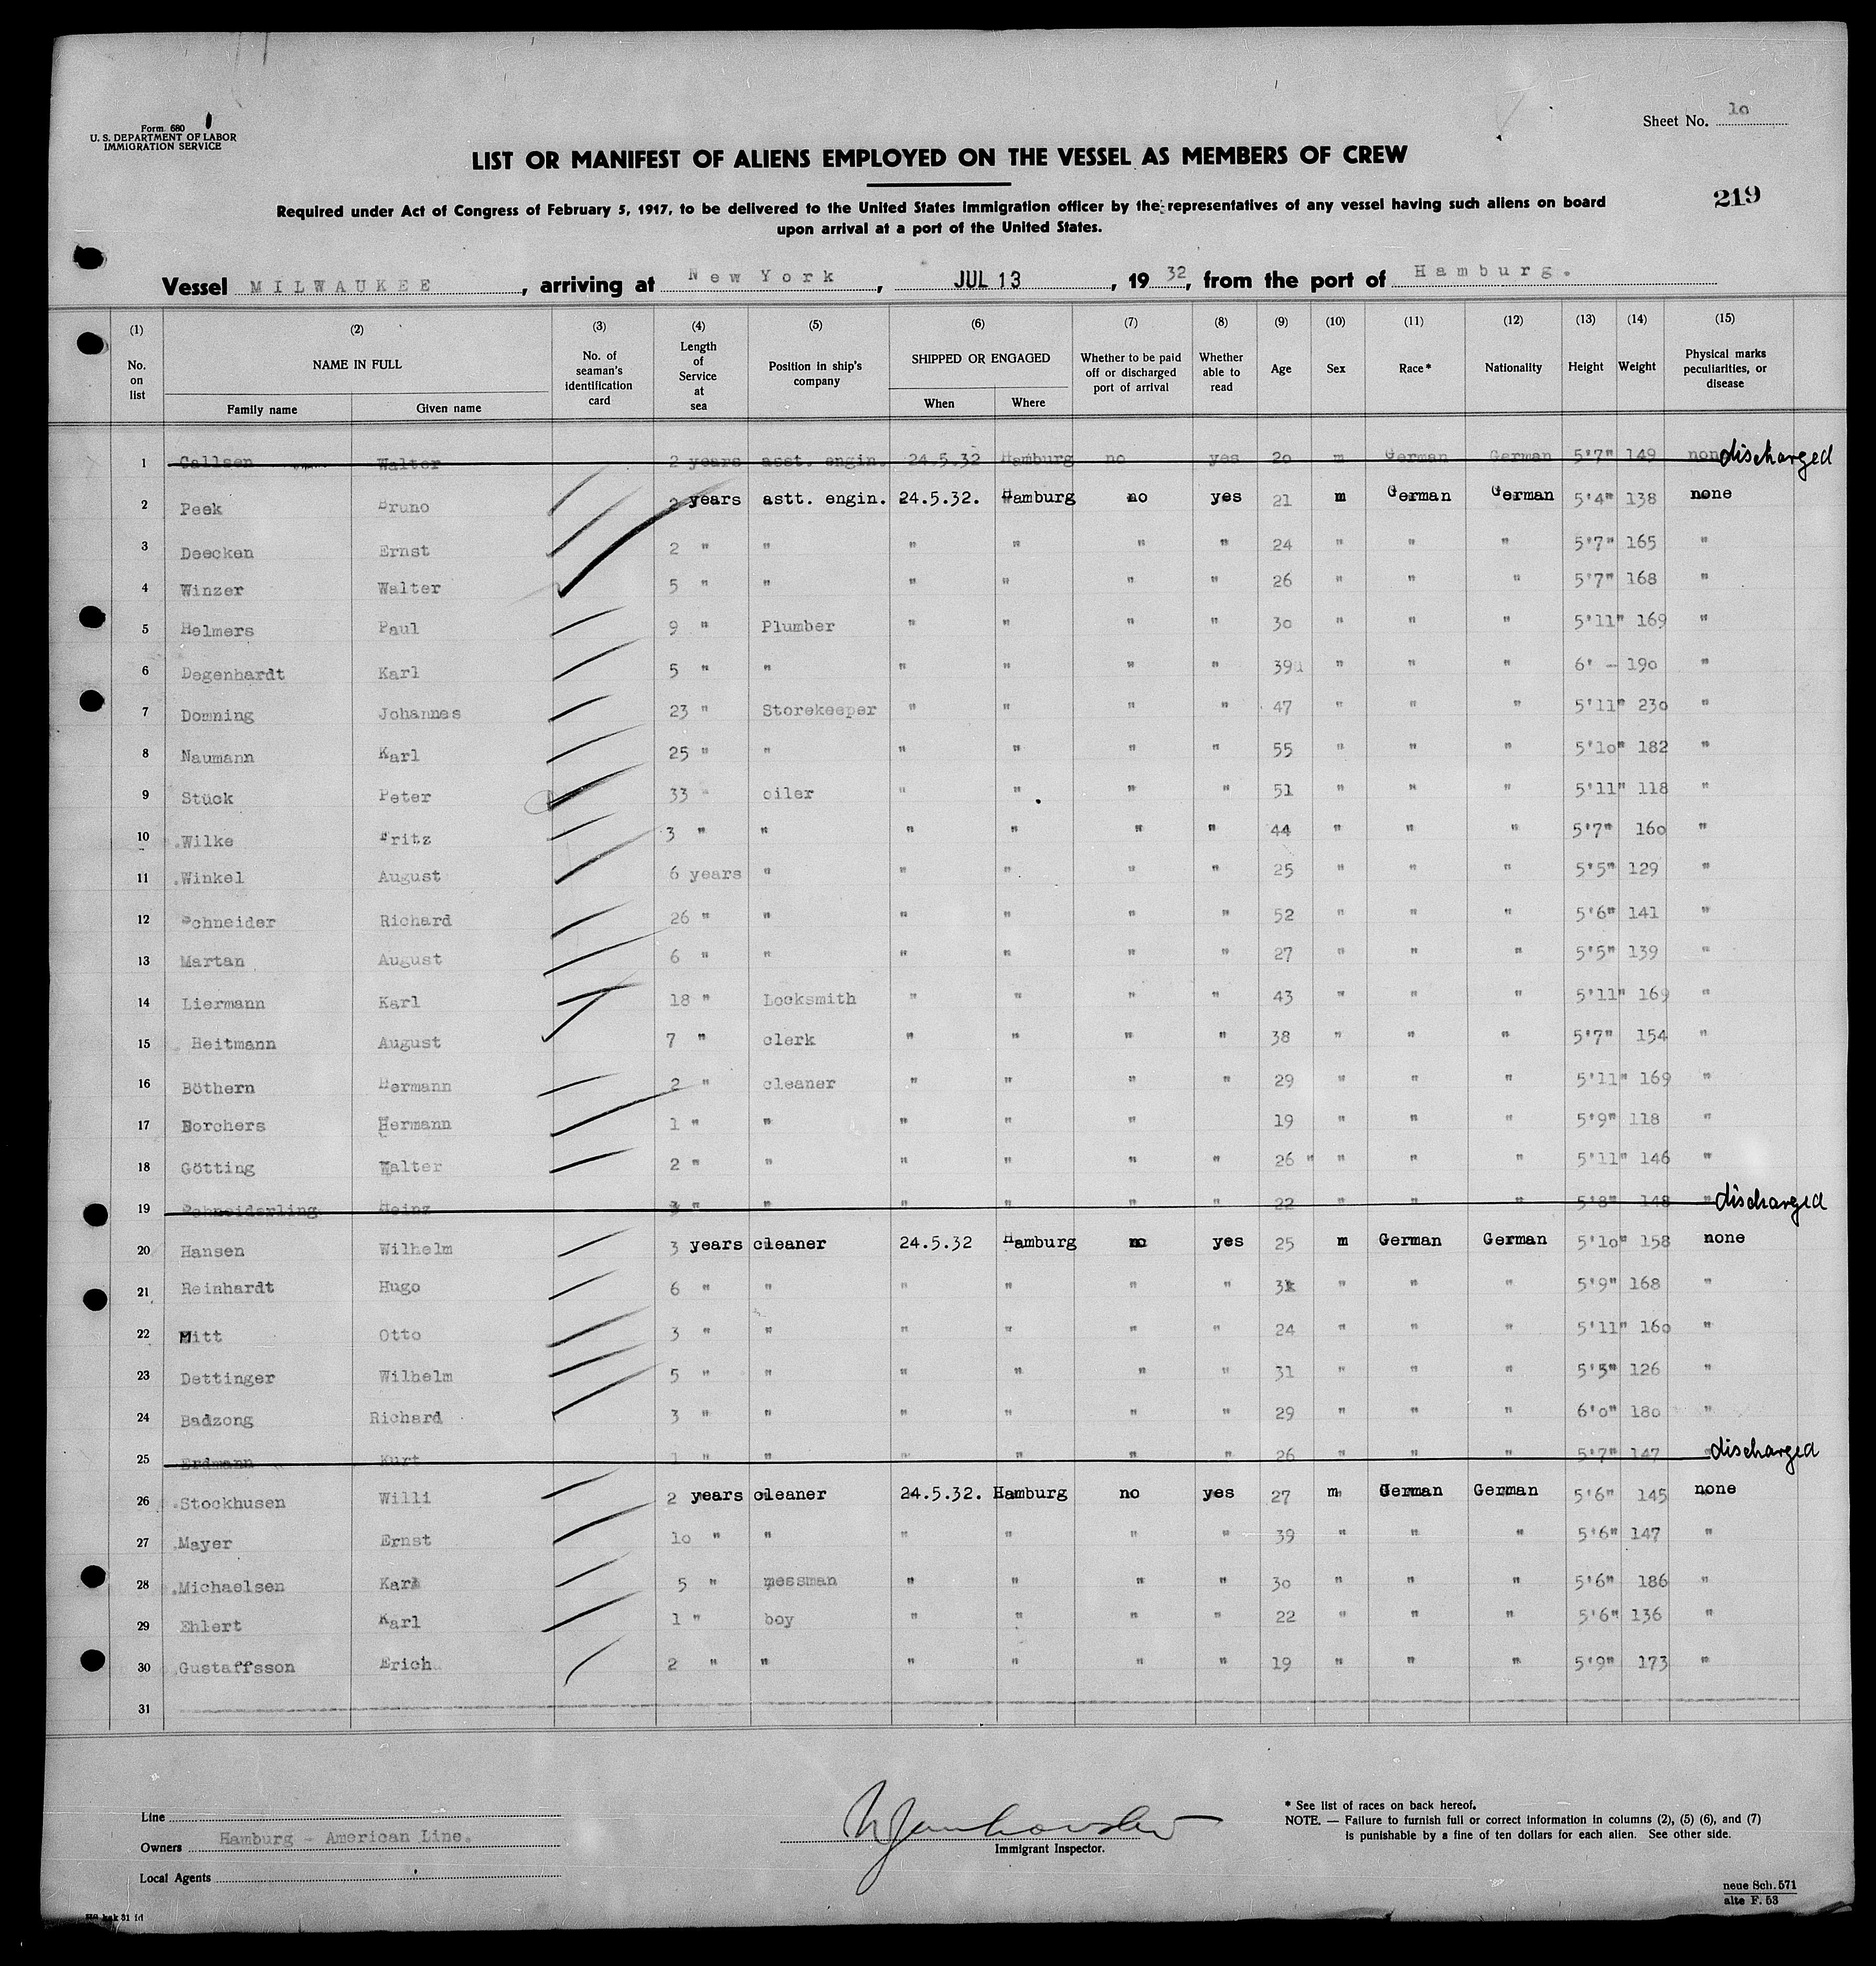 Form 680
U. S. DEPARTMENT OF LABOR
IMMIGRATION SERVICE
Sheet No. 10
LIST OR MANIFEST OF ALIENS EMPLOYED ON THE VESSEL AS MEMBERS OF CREW
219
Required under Act of Congress of February 5, 1917, to be delivered to the United States immigration officer by the representatives of any vessel having such aliens on board
upon arrival at a port of the United States.
Vessel MILWAUKEE, arriving at New York, JUL 13, 1932, from the port of Hamburg.
(1) (2) (3) (4) (5) (6) (7) (8) (9) (10) (11) (12) (13) (14) (15)
No. on list NAME IN FULL Family name Given name No. of seaman's identification card Length of Service at sea Position in ship's company SHIPPED OR ENGAGED When Where Whether to be paid off or discharged port of arrival Whether able to read Age Sex Race* Nationality Height Weight Physical marks peculiarities, or disease
1 Callsen Walter 2 years asst. engin. 24.5.32 Hamburg no yes 20 m German German 5'7" 149 none discharged
2 Peek Bruno 2 years astt. engin. 24.5.32. Hamburg no yes 21 m German German 5'4" 138 none
3 Deecken Ernst 2 " " " " " " 24 " " " 5'7" 165 "
4 Winzer Walter 5 " " " " " " 26 " " " 5'7" 168 "
5 Helmers Paul 9 " Plumber " " " " 30 " " " 5'11" 169 "
6 Degenhardt Karl 5 " " " " " " 39 " " " 6' - 190 "
7 Domning Johannes 23 " Storekeeper " " " " 47 " " " 5'11" 230 "
8 Naumann Karl 25 " " " " " " 55 " " " 5'10" 182 "
9 Stück Peter 33 " oiler " " " " 51 " " " 5'11" 118 "
10 Wilke Fritz 3 " " " " " " 44 " " " 5'7" 160 "
11 Winkel August 6 years " " " " " 25 " " " 5'5" 129 "
12 Schneider Richard 26 " " " " " " 52 " " " 5'6" 141 "
13 Martan August 6 " " " " " " 27 " " " 5'5" 139 "
14 Liermann Karl 18 " Locksmith " " " " 43 " " " 5'11" 169 "
15 Heitmann August 7 " clerk " " " " 38 " " " 5'7" 154 "
16 Böthern Hermann 2 " cleaner " " " " 29 " " " 5'11" 169 "
17 Borchers Hermann 1 " " " " " 19 " " " 5'9" 118 "
18 Götting Walter 2 " " " " " " 26 " " " " 5'11" 146 "
19 Schneiderling Heinz 3 " " " " " " 22 " " " 5'8" 148 " discharged
20 Hansen Wilhelm 3 years cleaner 24.5.32 Hamburg no yes 25 m German German 5'10" 158 none
21 Reinhardt Hugo 6 " " " " " " " " " 5'9" 168 "
22 Mitt Otto 3 " " " " " " 24 " " " 5'11" 160 "
23 Dettinger Wilhelm 5 " " " " " " 31 " " " 126 "
24 Badzong Richard 3 " " " " " " 29 " " " 6'0" 180 "
25 Erdmann Kurt 1 " " " " " " 26 " " " 5'7" 147 " discharged
26 Stockhusen Willi 2 years cleaner 24.5.32. Hamburg no yes 27 m German German 5'6" 145 none
27 Mayer Ernst 10 " " " " " " 39 " " " 5'6" 147 "
28 Michaelsen Karl 5 " messman " " " " 30 " " " 5'6" 186 "
29 Ehlert Karl 1 " boy " " " " 22 " " " 5'6" 136 "
30 Gustaffsson Erich 2 " " " " " " 19 " " " 5'9" 173 "
31
Line
Owners Hamburg - American Line.
Local Agents
Immigrant Inspector.
* See list of races on back hereof.
NOTE. — Failure to furnish full or correct information in columns (2), (5) (6), and (7)
is punishable by a fine of ten dollars for each alien. See other side.
neue Sch. 571
alte F. 53